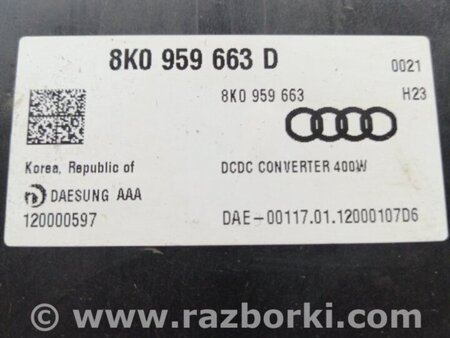 8K0 959 663 D
0021
8K0 959 663
H23
Korea, Republic of
DCDC CONVERTER 400W
DAESUNG AAA
120000597
DAE-00117.01.12000107D6
© www.razborki.com